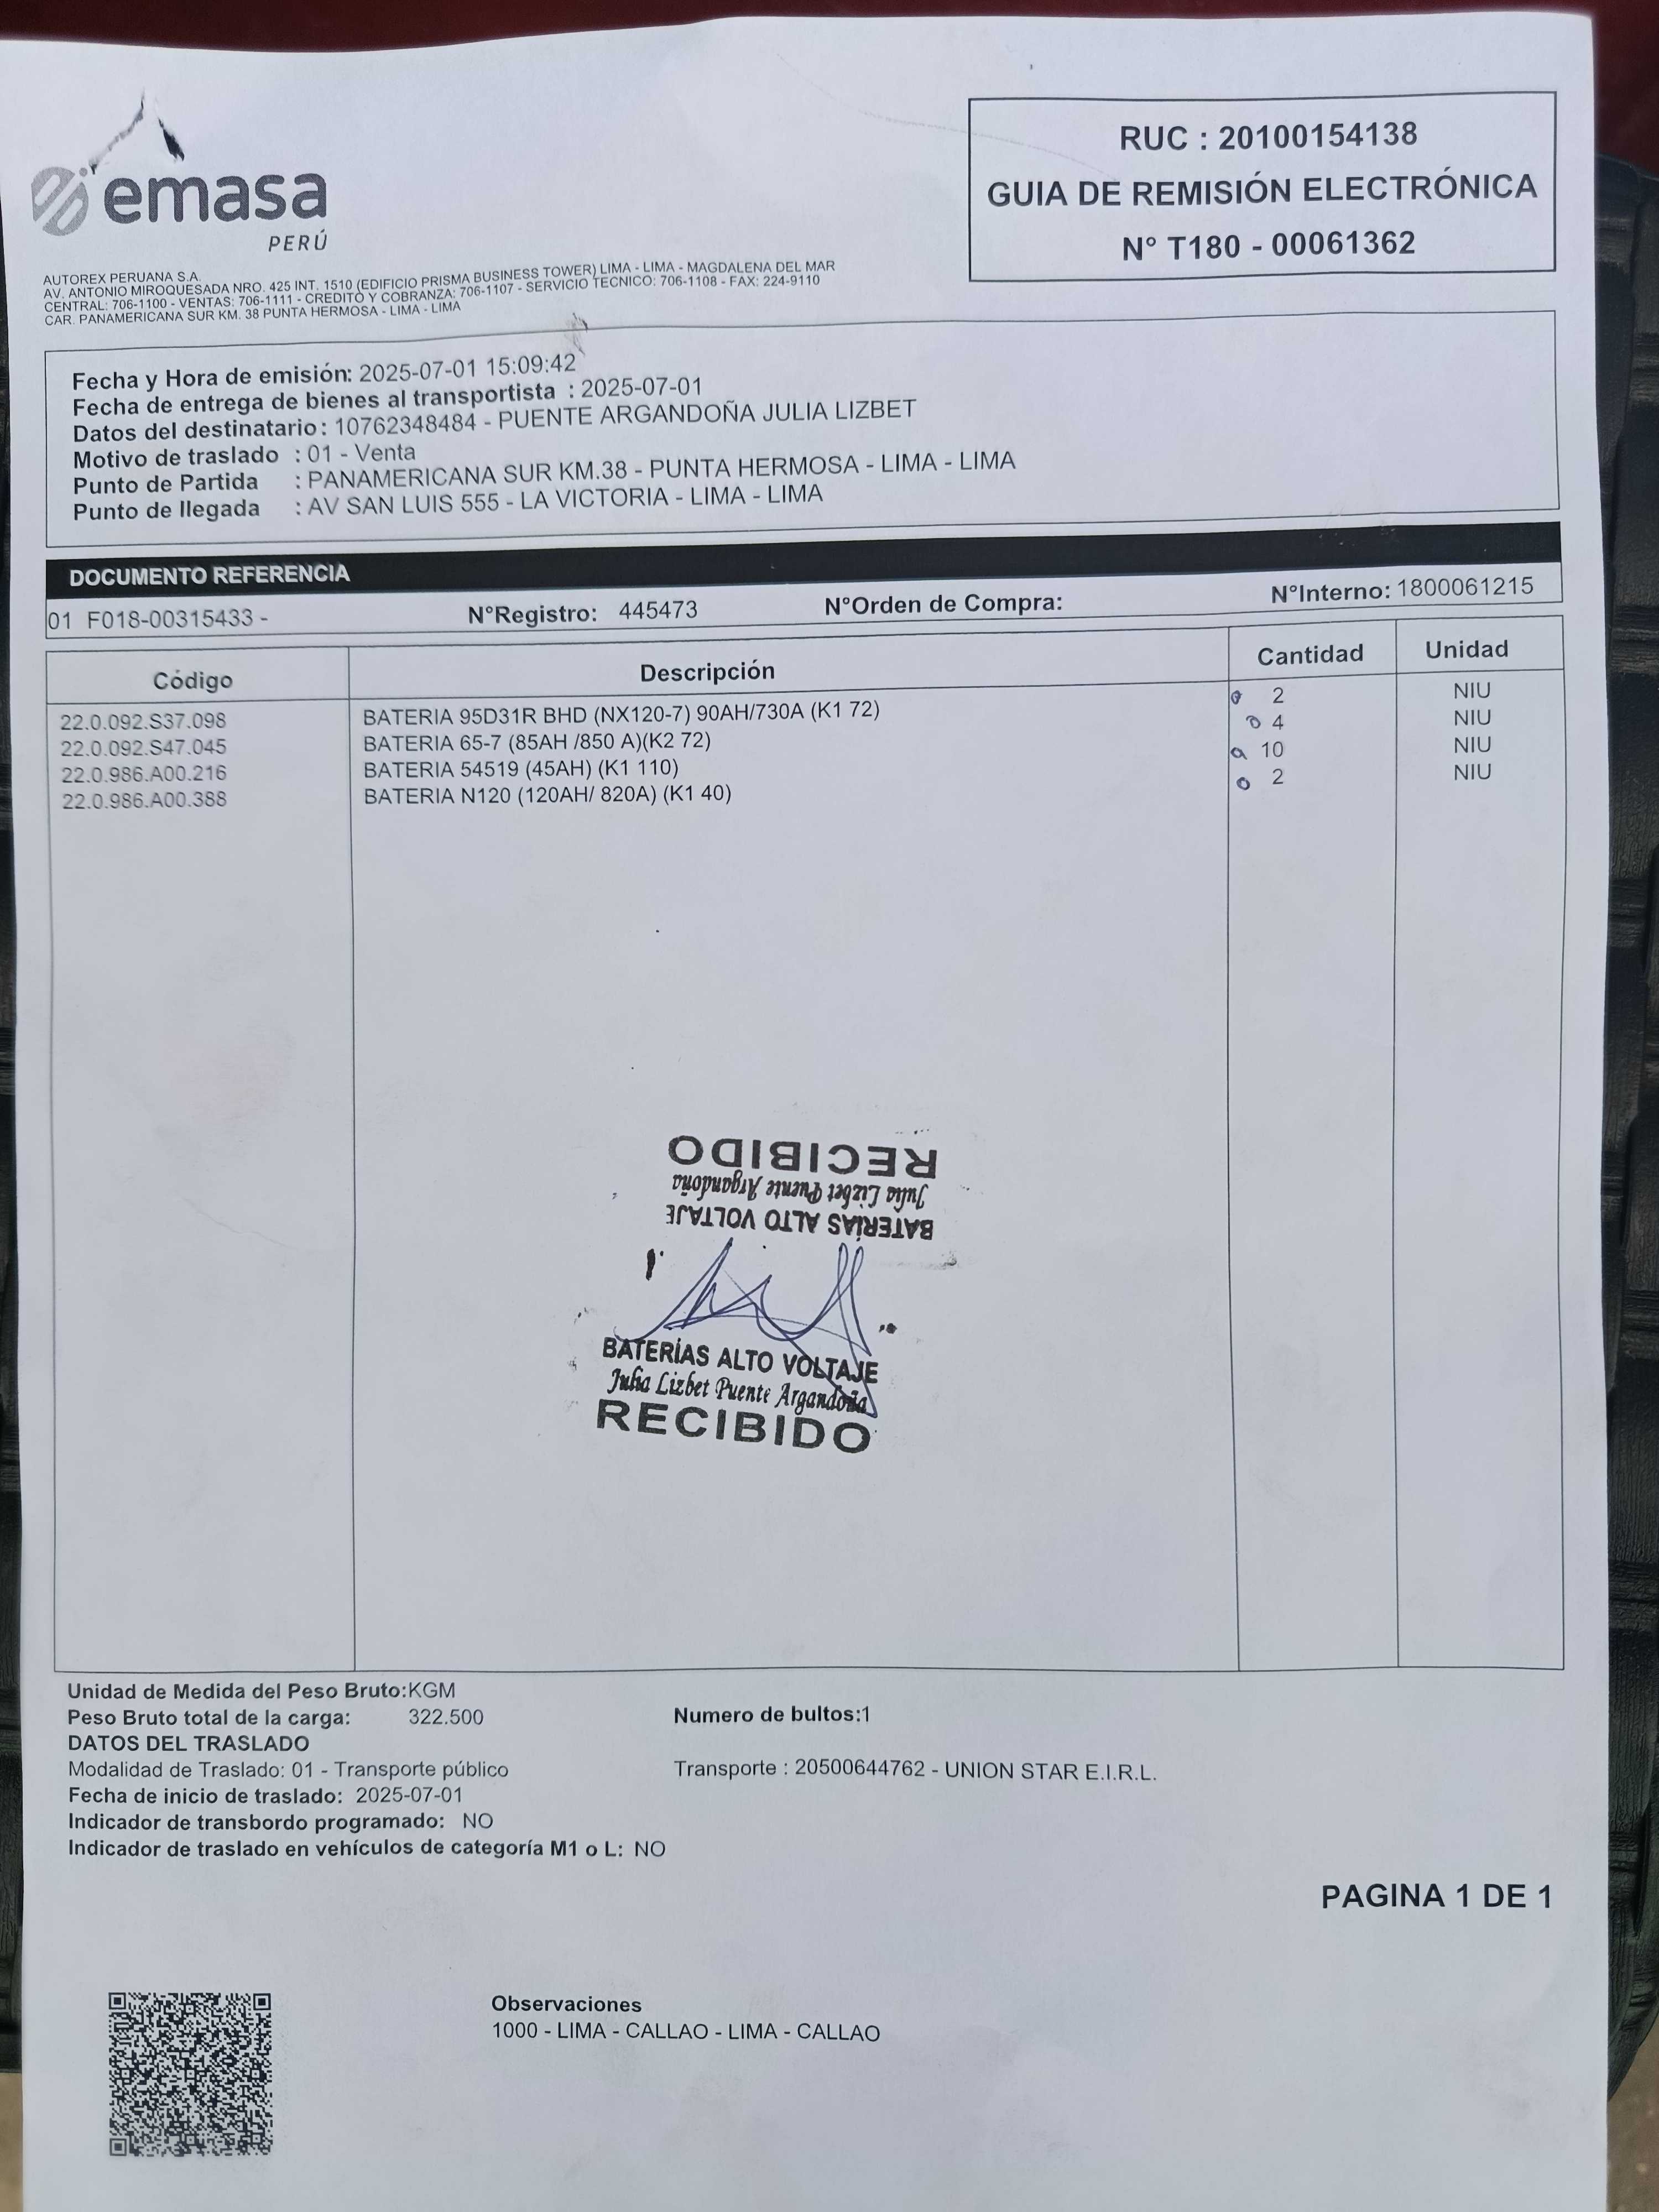 emasa
PERÚ
RUC : 20100154138
GUIA DE REMISIÓN ELECTRÓNICA
N° T180 - 00061362
AUTOREX PERUANA S.A.
AV. ANTONIO MIROQUESADA NRO. 425 INT. 1510 (EDIFICIO PRISMA BUSINESS TOWER) LIMA - LIMA - MAGDALENA DEL MAR
CENTRAL: 706-1100 - VENTAS: 706-1111 - CREDITO Y COBRANZA: 706-1107 - SERVICIO TECNICO: 706-1108 - FAX: 224-9110
CAR. PANAMERICANA SUR KM. 38 PUNTA HERMOSA - LIMA - LIMA
Fecha y Hora de emisión: 2025-07-01 15:09:42
Fecha de entrega de bienes al transportista : 2025-07-01
Datos del destinatario: 10762348484 - PUENTE ARGANDOÑA JULIA LIZBET
Motivo de traslado : 01 - Venta
Punto de Partida : PANAMERICANA SUR KM.38 - PUNTA HERMOSA - LIMA - LIMA
Punto de llegada : AV SAN LUIS 555 - LA VICTORIA - LIMA - LIMA
DOCUMENTO REFERENCIA
01 F018-00315433 - N°Registro: 445473 N°Orden de Compra: N°Interno: 1800061215
Código Descripción Cantidad Unidad
22.0.092.S37.098 BATERIA 95D31R BHD (NX120-7) 90AH/730A (K1 72) 2 NIU
22.0.092.S47.045 BATERIA 65-7 (85AH /850 A)(K2 72) 4 NIU
22.0.986.A00.216 BATERIA 54519 (45AH) (K1 110) 10 NIU
22.0.986.A00.388 BATERIA N120 (120AH/ 820A) (K1 40) 2 NIU
RECIBIDO
Julia Lizbet Puente Argandoña
BATERÍAS ALTO VOLTAJE
BATERÍAS ALTO VOLTAJE
Julia Lizbet Puente Argandoña
RECIBIDO
Unidad de Medida del Peso Bruto:KGM
Peso Bruto total de la carga: 322.500 Numero de bultos:1
DATOS DEL TRASLADO
Modalidad de Traslado: 01 - Transporte público Transporte : 20500644762 - UNION STAR E.I.R.L.
Fecha de inicio de traslado: 2025-07-01
Indicador de transbordo programado: NO
Indicador de traslado en vehículos de categoría M1 o L: NO
PAGINA 1 DE 1
Observaciones
1000 - LIMA - CALLAO - LIMA - CALLAO